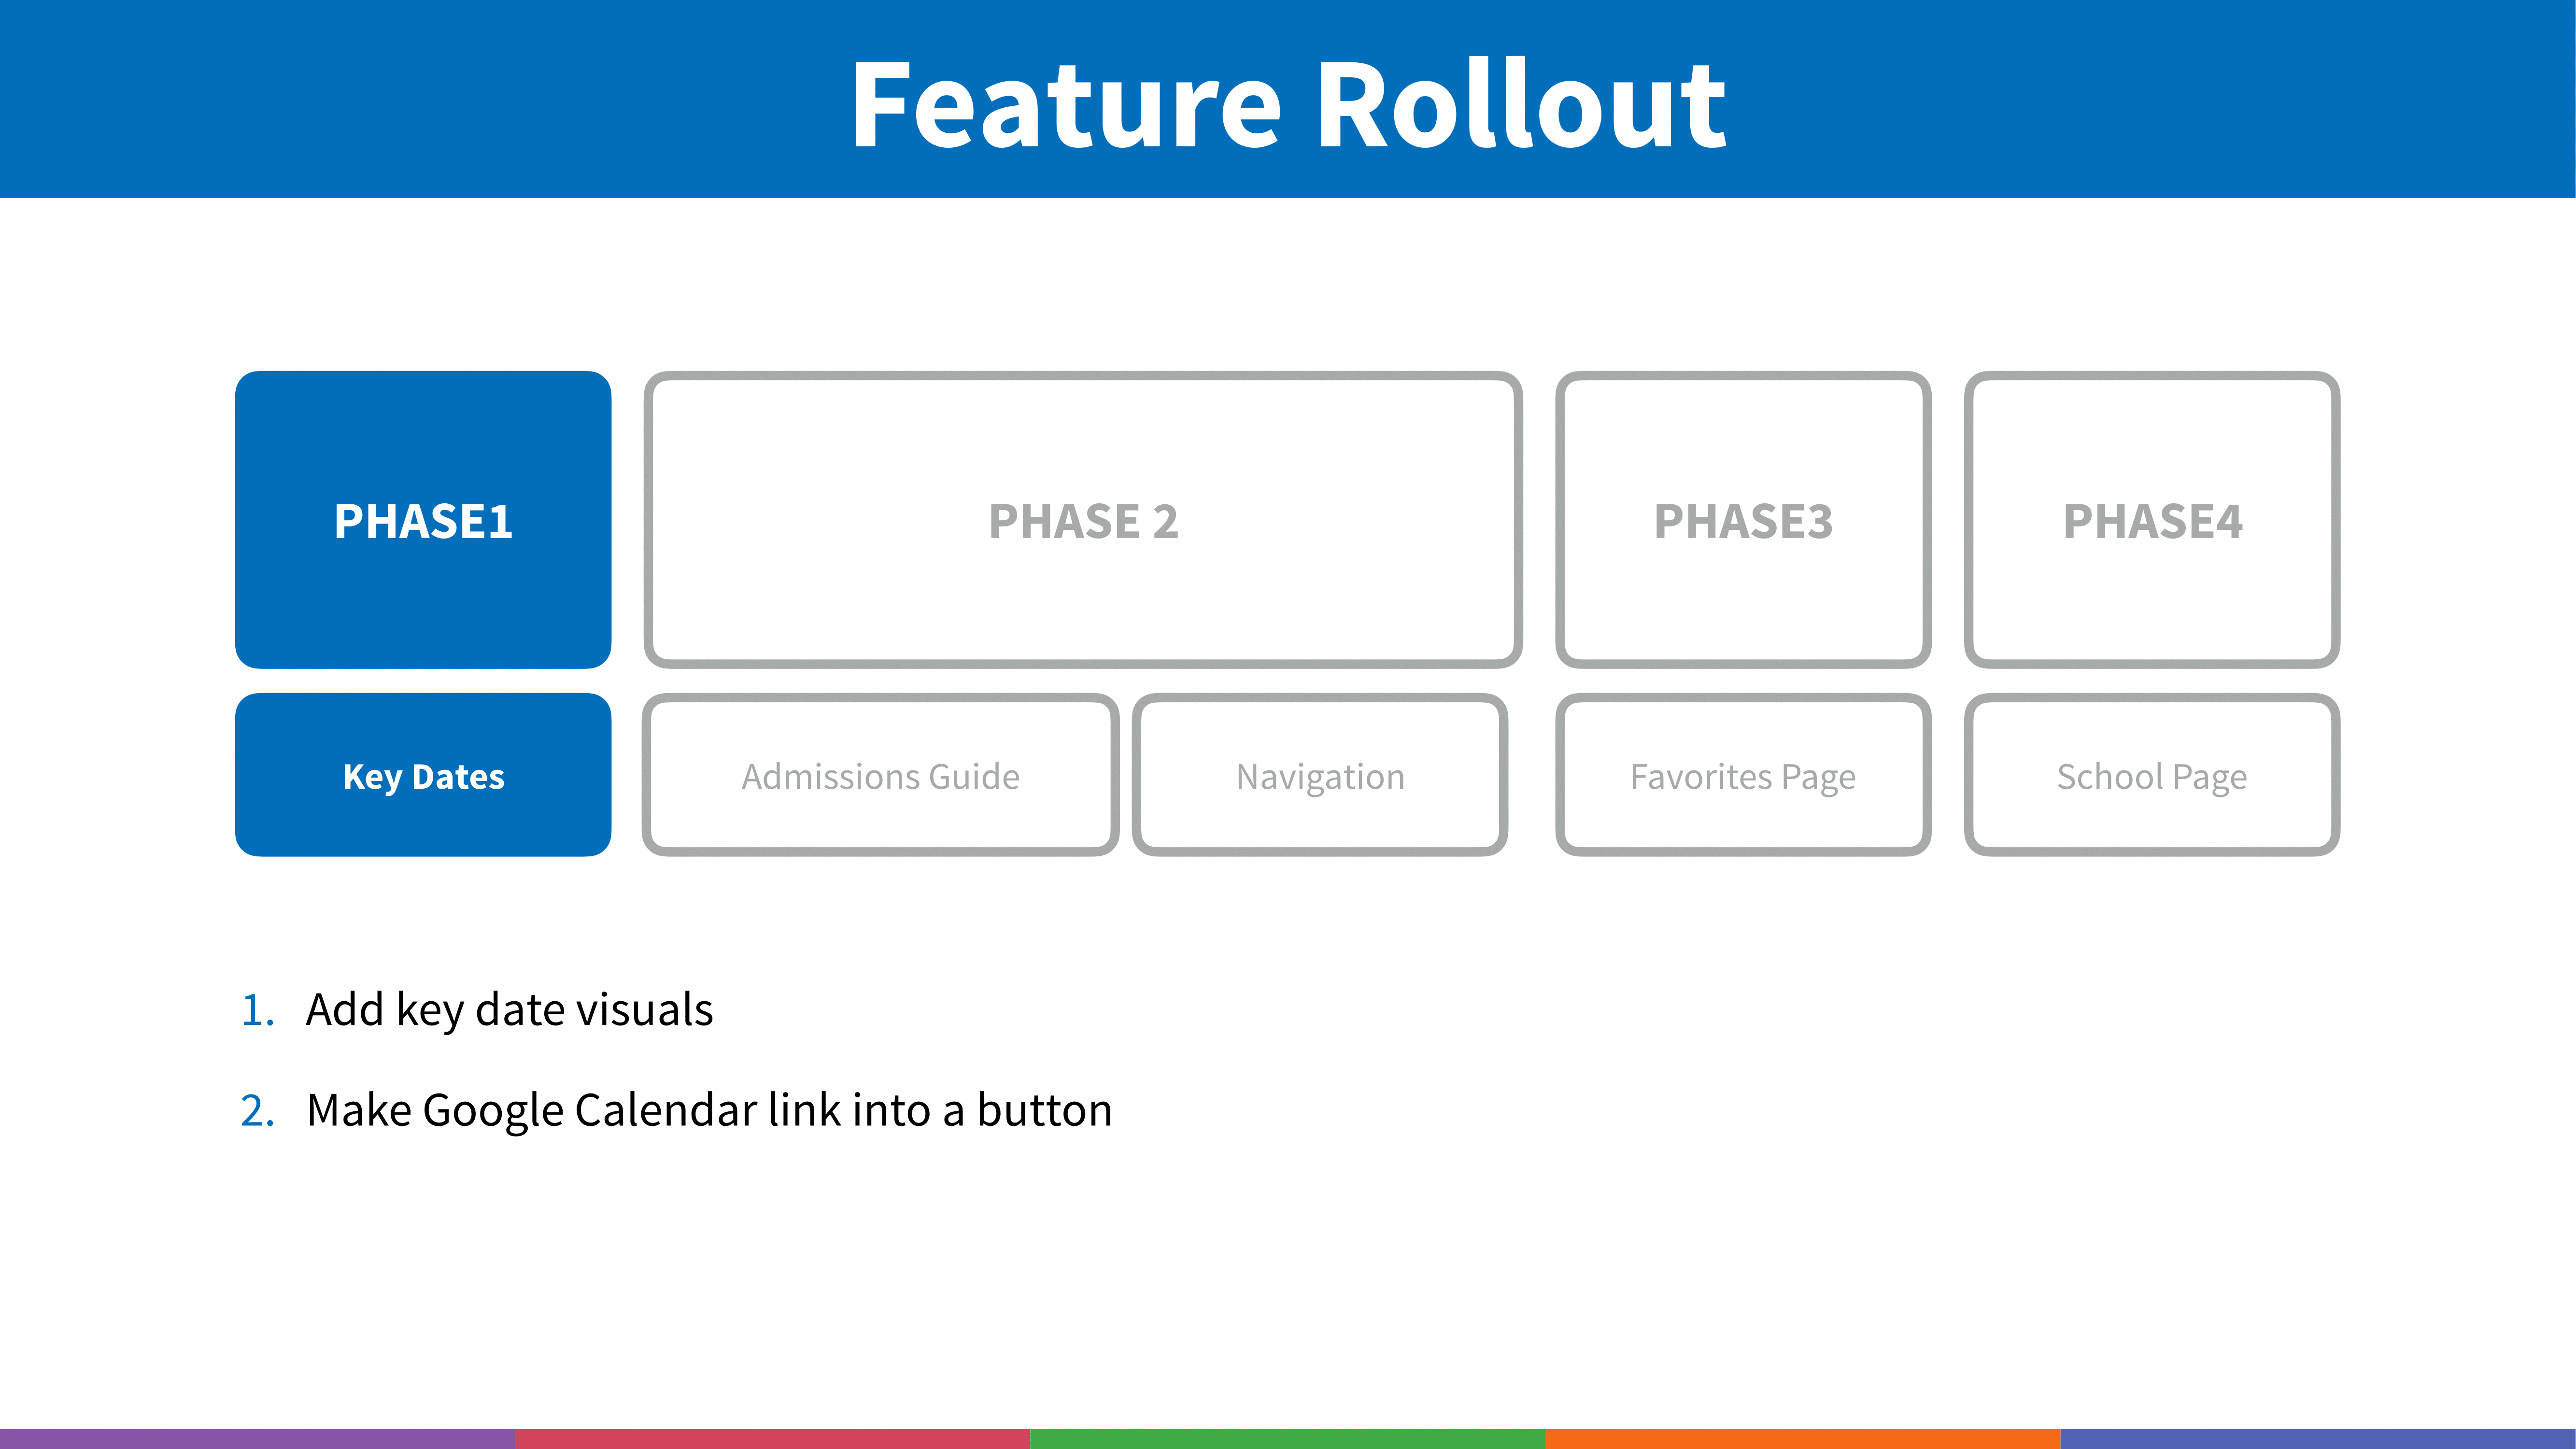 Feature Rollout
PHASE1
PHASE 2
PHASE3
PHASE4
Key Dates
Admissions Guide
Navigation
Favorites Page
School Page
1. Add key date visuals
2. Make Google Calendar link into a button